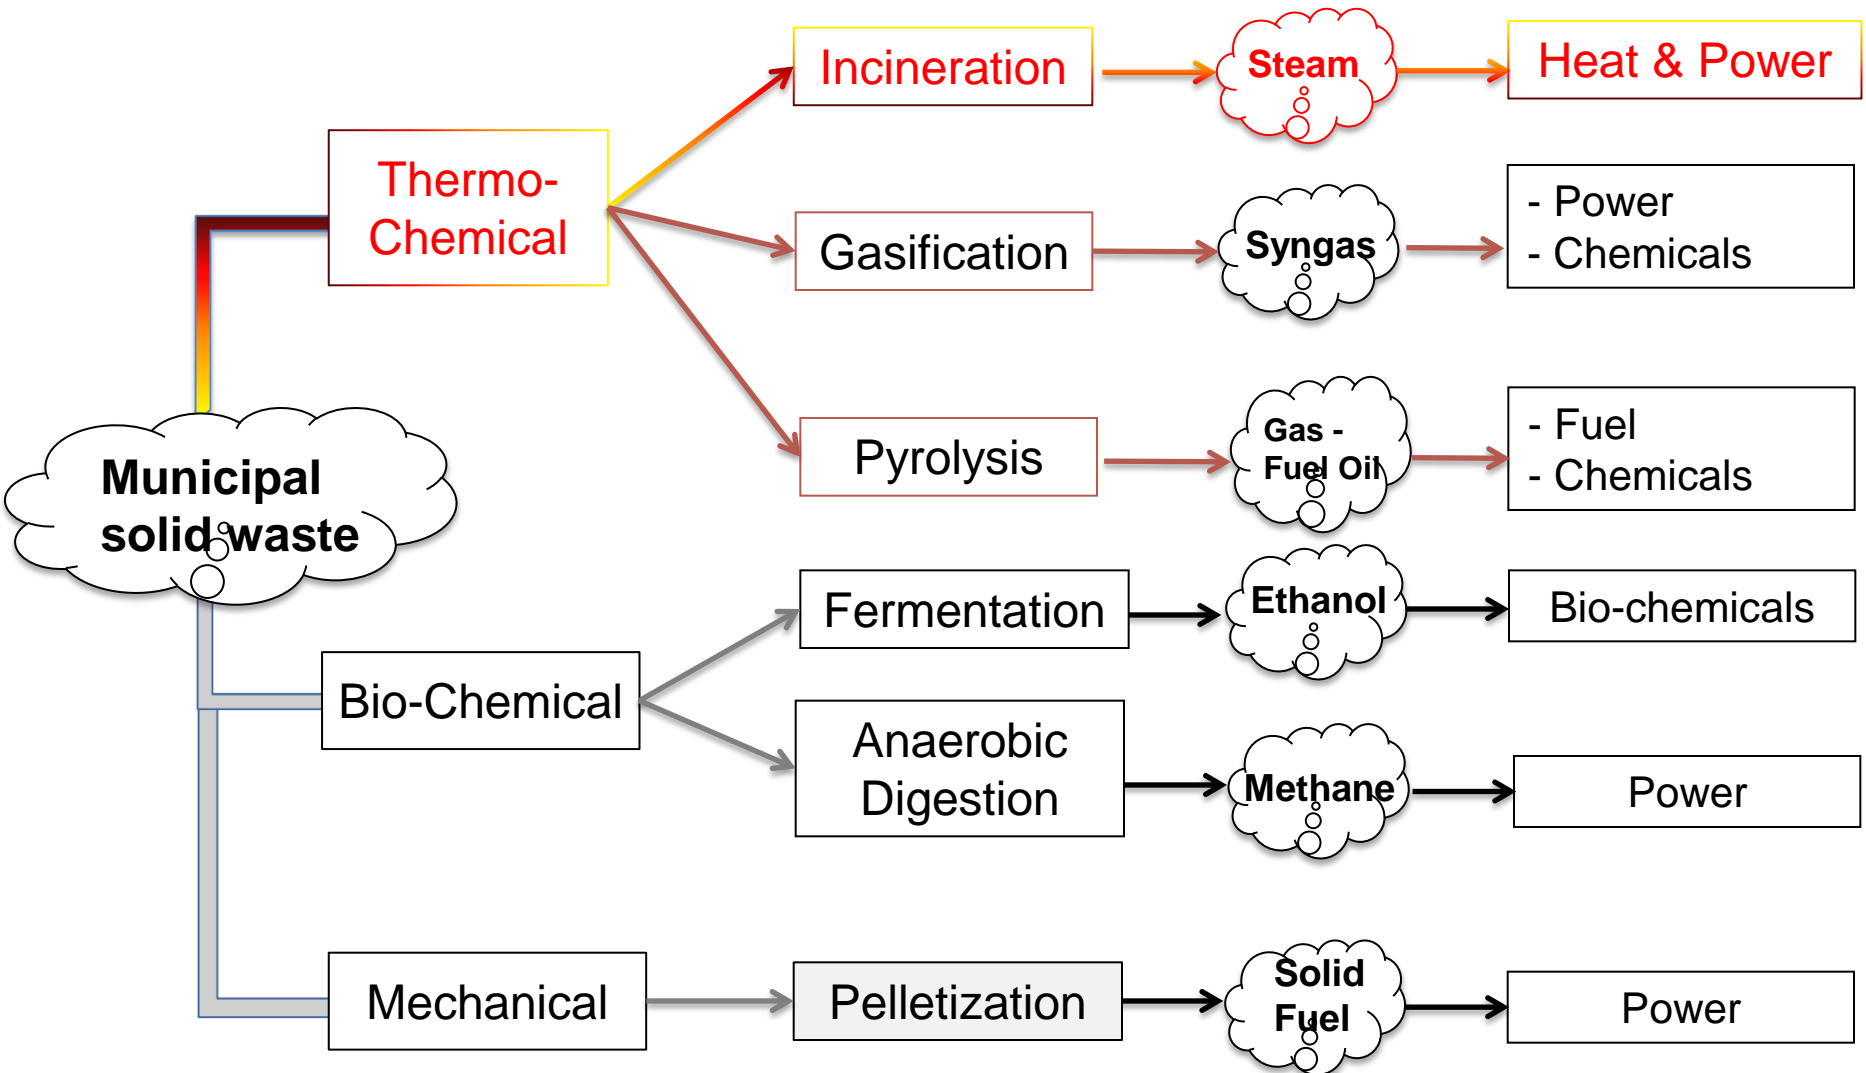 Incineration
Steam
Heat & Power
Thermo-
Chemical
Gasification
Syngas
- Power
- Chemicals
Pyrolysis
Gas -
Fuel Oil
- Fuel
- Chemicals
Municipal
solid waste
Fermentation
Ethanol
Bio-chemicals
Bio-Chemical
Anaerobic
Digestion
Methane
Power
Mechanical
Pelletization
Solid
Fuel
Power